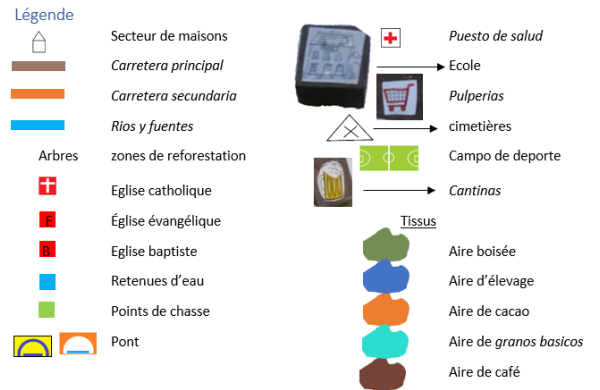 Légende
Secteur de maisons
Carretera principal
Carretera secundaria
Rios y fuentes
Arbres zones de reforestation
Eglise catholique
E Église évangélique
B Eglise baptiste
Retenues d’eau
Points de chasse
Pont
Puesto de salud
Ecole
Pulperias
cimetières
Campo de deporte
Cantinas
Tissus
Aire boisée
Aire d’élevage
Aire de cacao
Aire de granos basicos
Aire de café